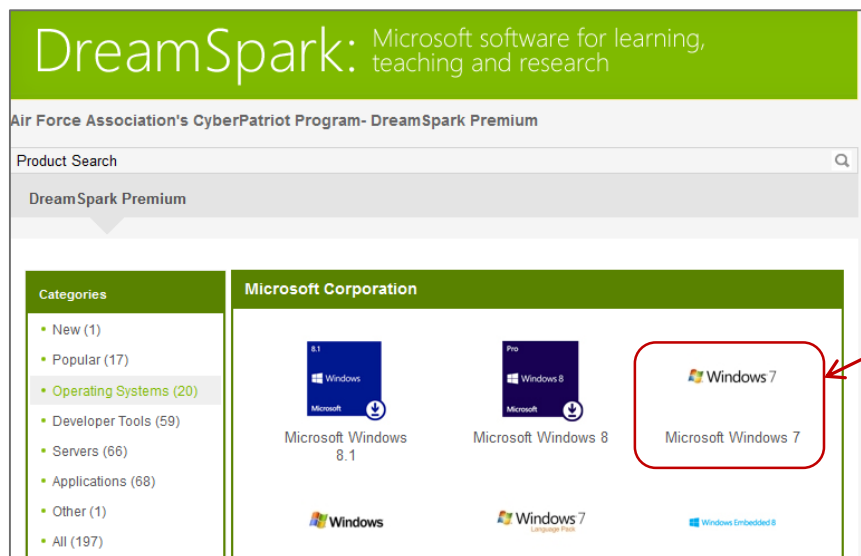 DreamSpark: Microsoft software for learning,
teaching and research
Air Force Association's CyberPatriot Program- DreamSpark Premium
Product Search
DreamSpark Premium
Categories
New (1)
Popular (17)
Operating Systems (20)
Developer Tools (59)
Servers (66)
Applications (68)
Other (1)
All (197)
Microsoft Corporation
8.1
Windows
Microsoft
Microsoft Windows
8.1
Pro
Windows 8
Microsoft
Microsoft Windows 8
Windows 7
Microsoft Windows 7
Windows
Windows 7
Language Pack
Windows Embedded 8